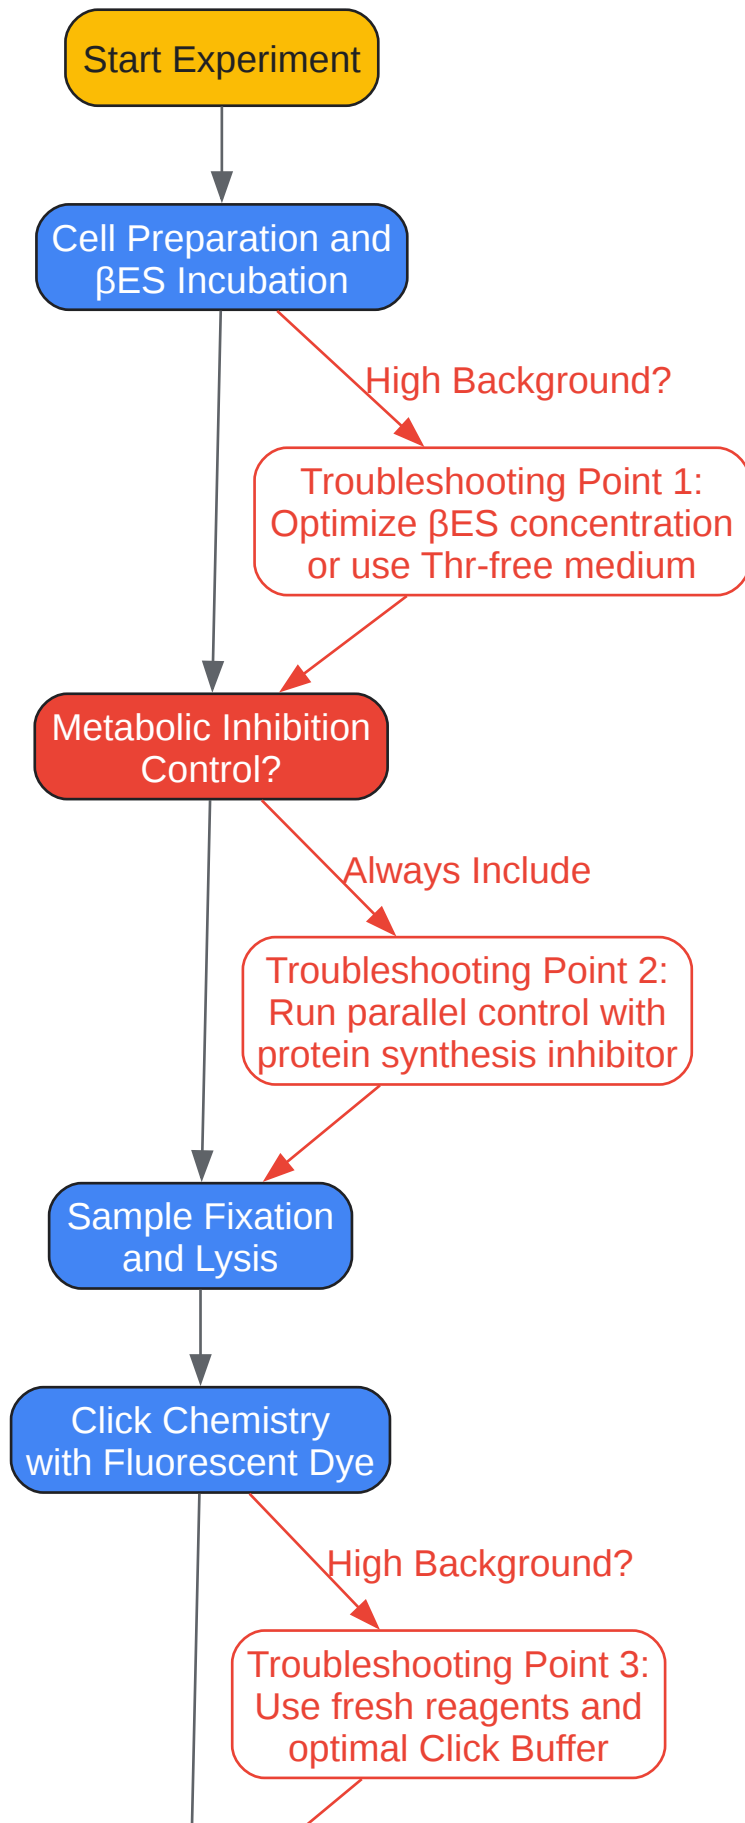 Start Experiment
Cell Preparation and
βES Incubation
High Background?
Troubleshooting Point 1:
Optimize βES concentration
or use Thr-free medium
Metabolic Inhibition
Control?
Always Include
Troubleshooting Point 2:
Run parallel control with
protein synthesis inhibitor
Sample Fixation
and Lysis
Click Chemistry
with Fluorescent Dye
High Background?
Troubleshooting Point 3:
Use fresh reagents and
optimal Click Buffer